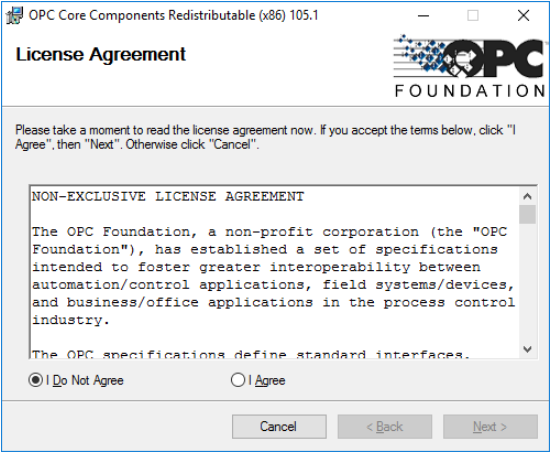 OPC Core Components Redistributable (x86) 105.1
License Agreement
OPC
FOUNDATION
Please take a moment to read the license agreement now. If you accept the terms below, click "I
Agree", then "Next". Otherwise click "Cancel".
NON-EXCLUSIVE LICENSE AGREEMENT
The OPC Foundation, a non-profit corporation (the "OPC
Foundation"), has established a set of specifications
intended to foster greater interoperability between
automation/control applications, field systems/devices,
and business/office applications in the process control
industry.
The OPC specifications define standard interfaces,
I Do Not Agree
I Agree
Cancel
< Back
Next >